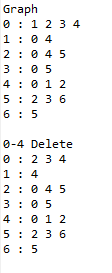 Graph
0 : 1 2 3 4
1 : 0 4
2 : 0 4 5
3 : 0 5
4 : 0 1 2
5 : 2 3 6
6 : 5

0-4 Delete
0 : 2 3 4
1 : 4
2 : 0 4 5
3 : 0 5
4 : 0 1 2
5 : 2 3 6
6 : 5